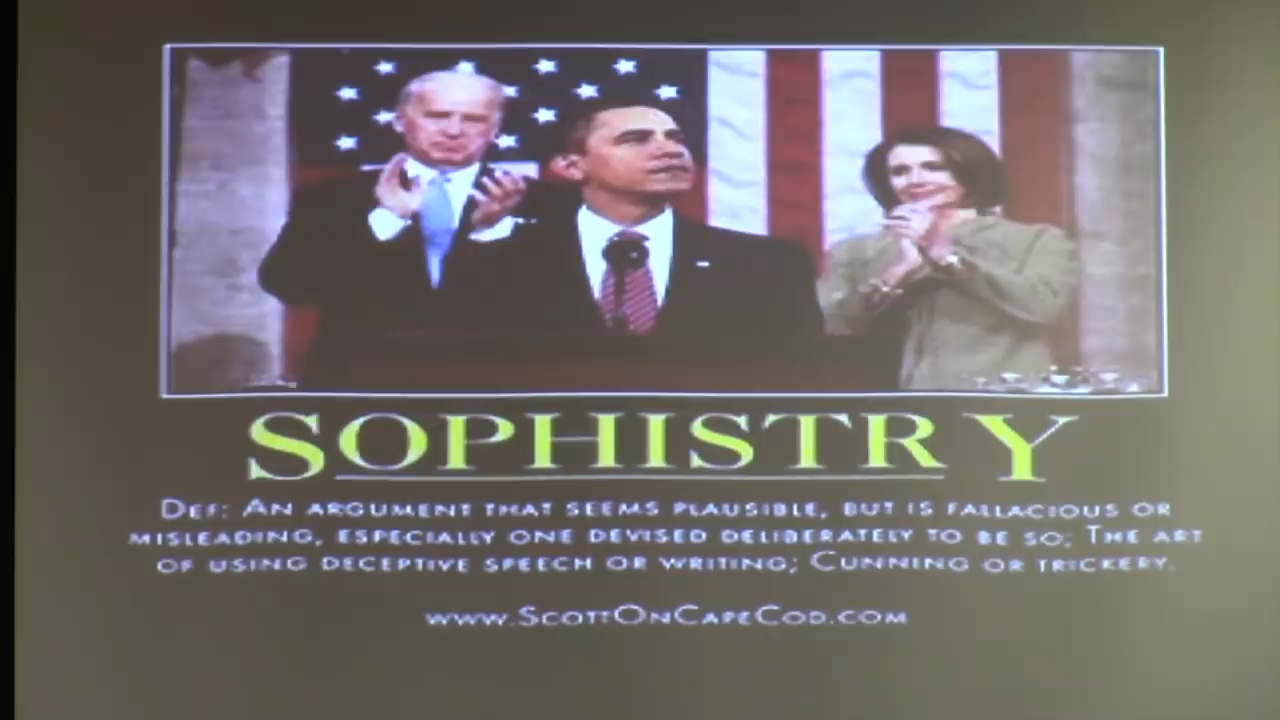 SOPHISTRY
DEF: AN ARGUMENT THAT SEEMS PLAUSIBLE, BUT IS FALLACIOUS OR
MISLEADING, ESPECIALLY ONE DEVISED DELIBERATELY TO BE SO; THE ART
OF USING DECEPTIVE SPEECH OR WRITING; CUNNING OR TRICKERY.
WWW.SCOTTONCAPECOD.COM